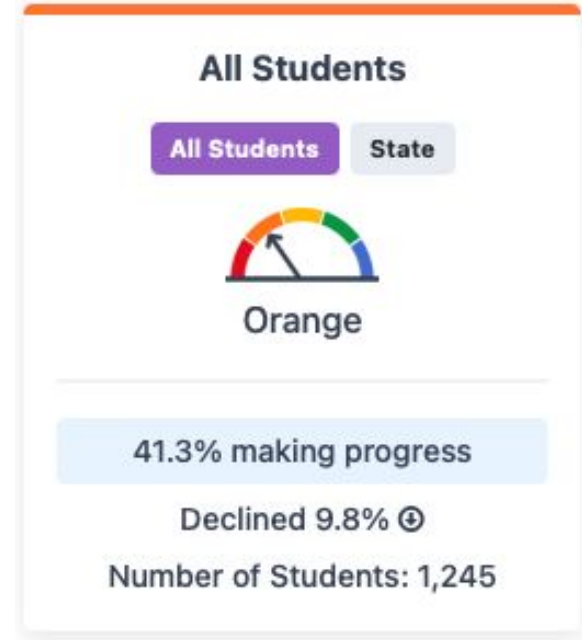 All Students
All Students State
Orange
41.3% making progress
Declined 9.8%
Number of Students: 1,245